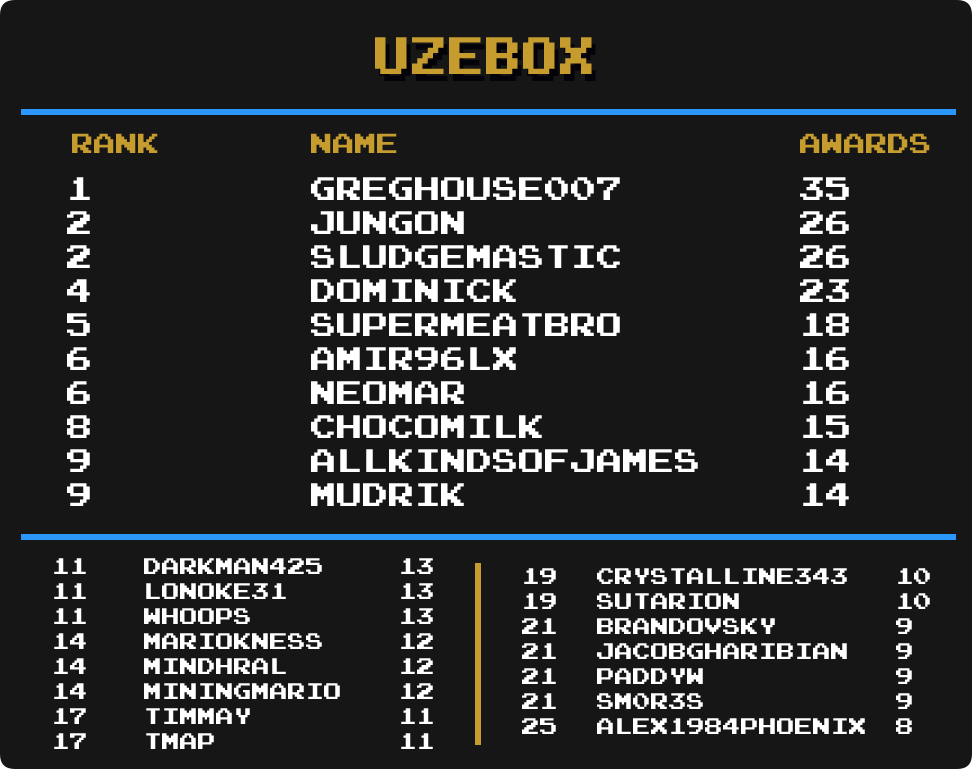 UZEBOX
RANK NAME AWARDS
1 GREGHOUSE007 35
2 JUNGON 26
2 SLUDGEMASTIC 26
4 DOMINICK 23
5 SUPERMEATBRO 18
6 AMIR96LX 16
6 NEOMAR 16
8 CHOCOMILK 15
9 ALLKINDSOFJAMES 14
9 MUDRIK 14
11 DARKMAN425 13
11 LONOKE31 13
11 WHOOPS 13
14 MARIOKNESS 12
14 MINDHRAL 12
14 MININGMARIO 12
17 TIMMAY 11
17 TMAP 11
19 CRYSTALLINE343 10
19 SUTARION 10
21 BRANDOVSKY 9
21 JACOBGHARIBIAN 9
21 PADDYW 9
21 SMOR3S 9
25 ALEX1984PHOENIX 8